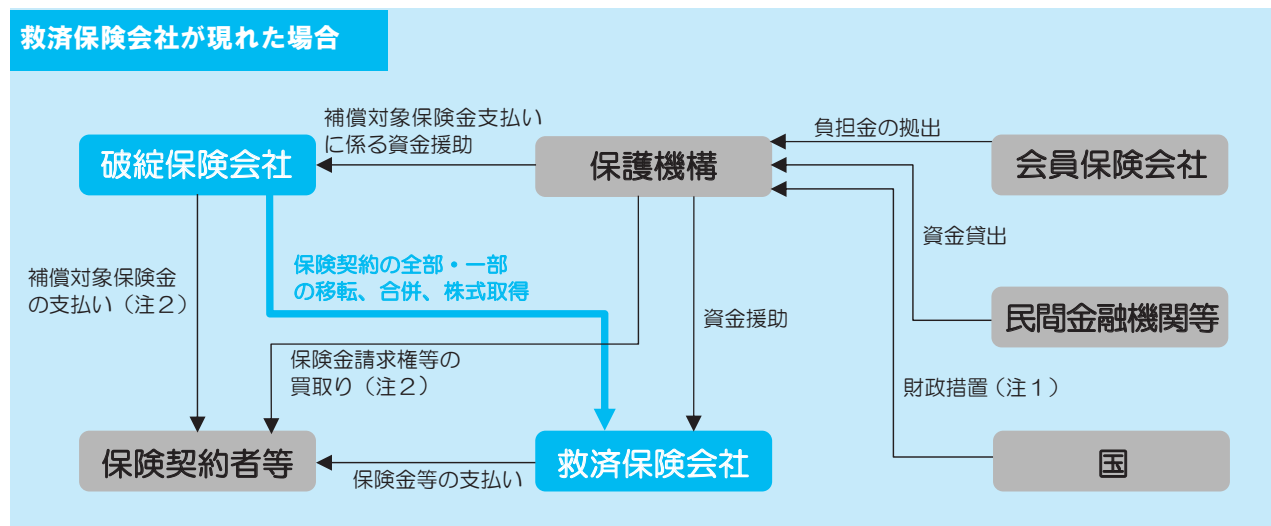 救済保険会社が現れた場合
補償対象保険金支払い
に係る資金援助
負担金の拠出
破綻保険会社
保護機構
会員保険会社
資金貸出
保険契約の全部・一部
の移転、合併、株式取得
補償対象保険金
の支払い（注２）
資金援助
民間金融機関等
保険金請求権等の
買取り（注２）
財政措置（注１）
保険契約者等
救済保険会社
国
保険金等の支払い